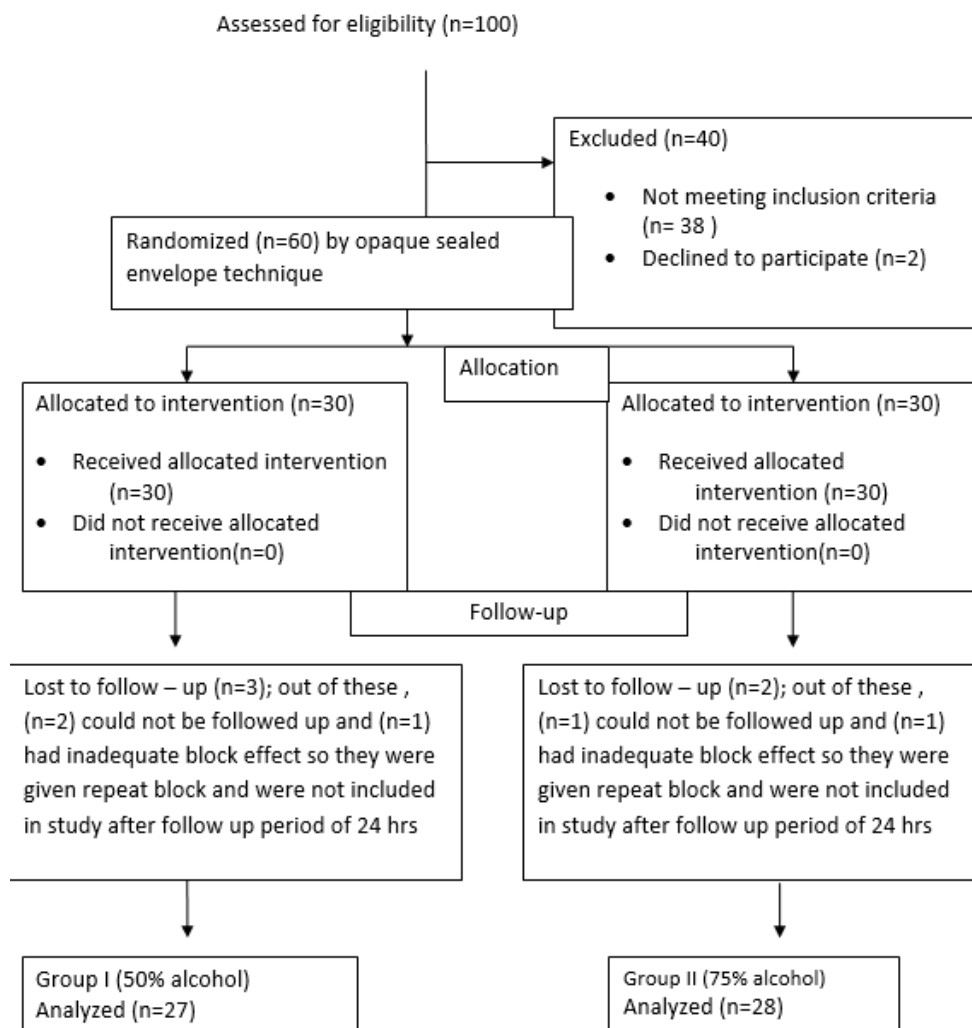 Assessed for eligibility (n=100)
Excluded (n=40)
• Not meeting inclusion criteria
(n= 38 )
• Declined to participate (n=2)
Randomized (n=60) by opaque sealed
envelope technique
Allocation
Allocated to intervention (n=30)
• Received allocated intervention
(n=30)
• Did not receive allocated
intervention(n=0)
Allocated to intervention (n=30)
• Received allocated
intervention (n=30)
• Did not receive allocated
intervention(n=0)
Follow-up
Lost to follow – up (n=3); out of these ,
(n=2) could not be followed up and (n=1)
had inadequate block effect so they were
given repeat block and were not included
in study after follow up period of 24 hrs
Lost to follow – up (n=2); out of these ,
(n=1) could not be followed up and (n=1)
had inadequate block effect so they were
given repeat block and were not included
in study after follow up period of 24 hrs
Group I (50% alcohol)
Analyzed (n=27)
Group II (75% alcohol)
Analyzed (n=28)